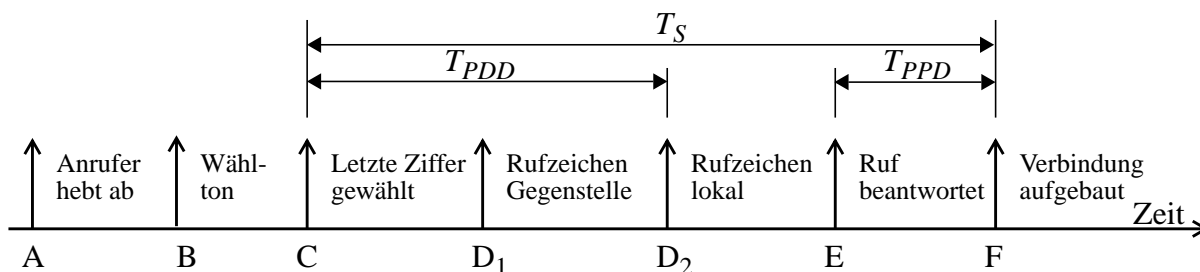 T_S
T_PDD
T_PPD
Anrufer
hebt ab
Wähl-
ton
Letzte Ziffer
gewählt
Rufzeichen
Gegenstelle
Rufzeichen
lokal
Ruf
beantwortet
Verbindung
aufgebaut
Zeit
A B C D₁ D₂ E F